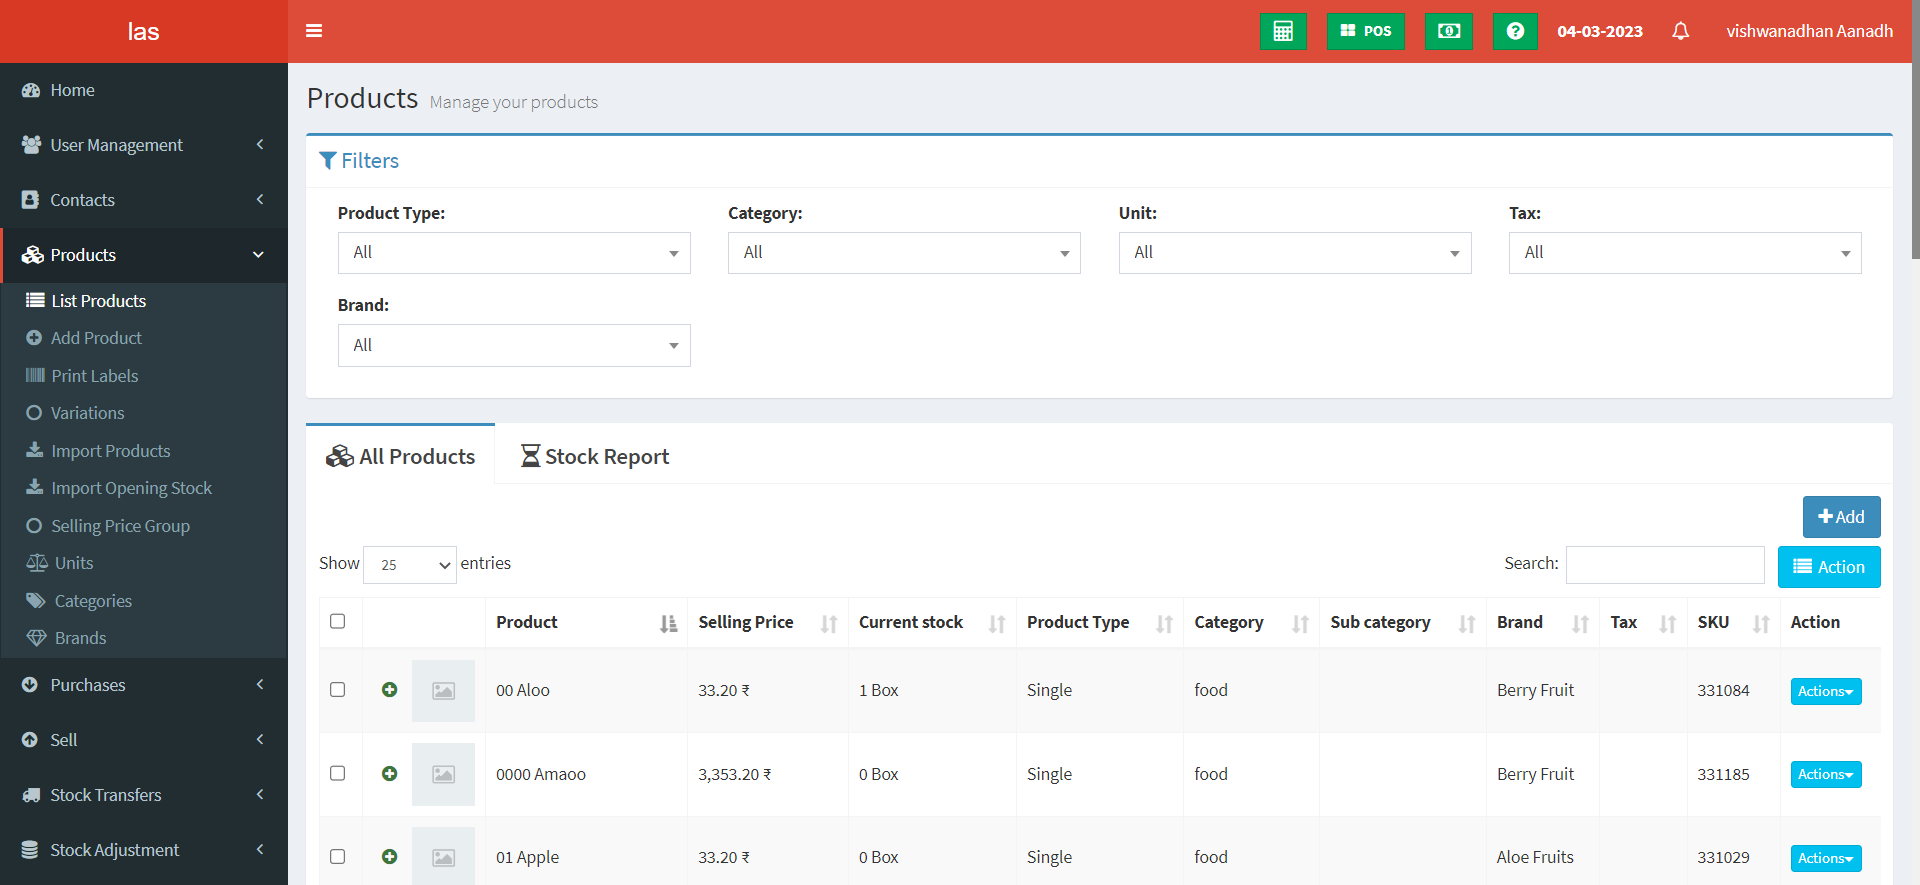 las
POS
04-03-2023
vishwanadhan Aanadh
Home
User Management
Contacts
Products
List Products
Add Product
Print Labels
Variations
Import Products
Import Opening Stock
Selling Price Group
Units
Categories
Brands
Purchases
Sell
Stock Transfers
Stock Adjustment
Products Manage your products
Filters
Product Type: Category: Unit: Tax:
All All All All
Brand:
All
All Products Stock Report
Add
Show 25 entries Search: Action
Product Selling Price Current stock Product Type Category Sub category Brand Tax SKU Action
00 Aloo 33.20 ₹ 1 Box Single food Berry Fruit 331084 Actions
0000 Amaoo 3,353.20 ₹ 0 Box Single food Berry Fruit 331185 Actions
01 Apple 33.20 ₹ 0 Box Single food Aloe Fruits 331029 Actions